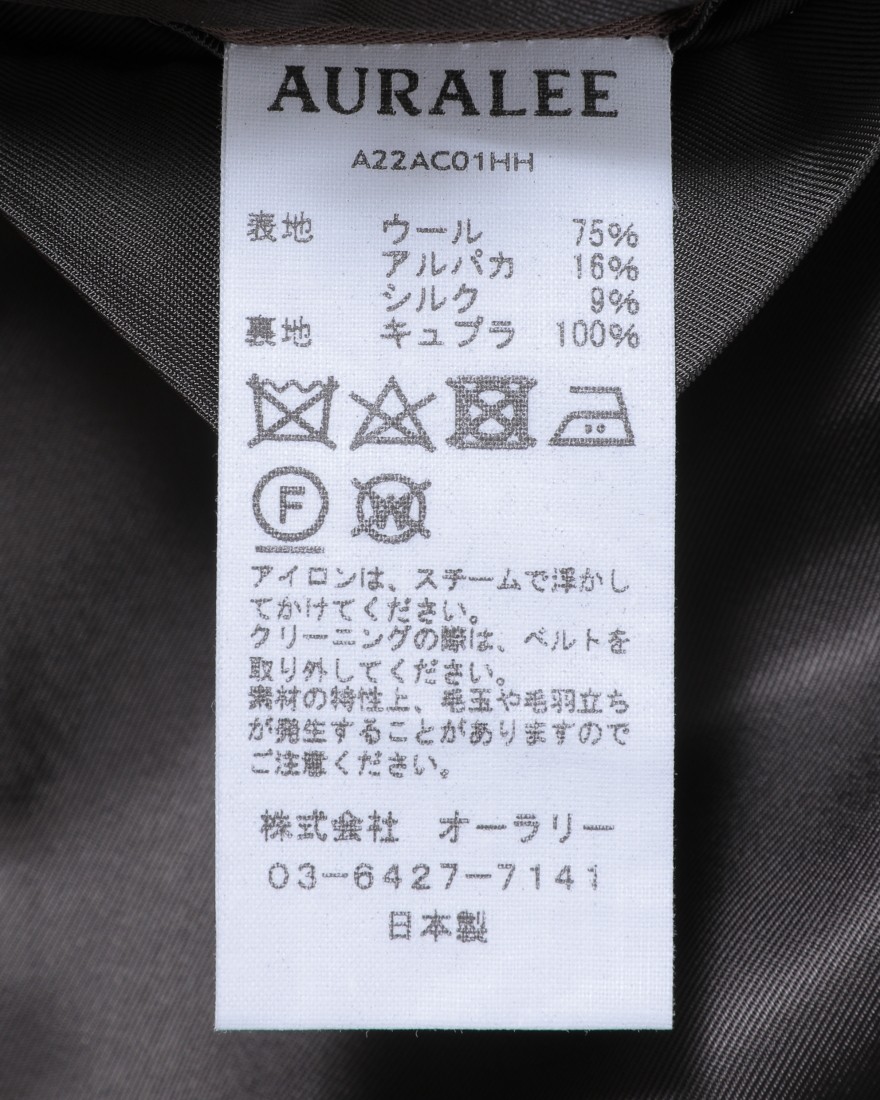 AURALEE
A22AC01HH
表地 ウール 75%
アルパカ 16%
シルク 9%
裏地 キュプラ 100%
F W
アイロンは、スチームで浮かし
てかけてください。
クリーニングの際は、ベルトを
取り外してください。
素材の特性上、毛玉や毛羽立ち
が発生することがありますので
ご注意ください。
株式会社 オーラリー
03-6427-7141
日本製